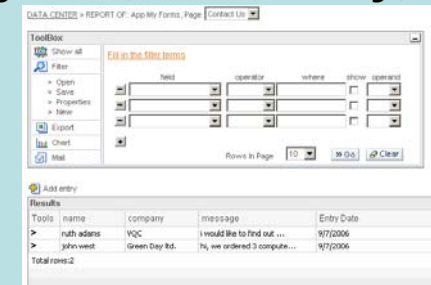 DATA CENTER > REPORT OF: App My Forms, Page Contact Us
ToolBox
Show all
Filter
» Open
» Save
» Properties
» New
Export
Chart
Mail
Fill in the filter terms
field operator where show operand
Rows in Page 10 » Go Clear
Add entry
Results
Tools name company message Entry Date
> ruth adams VQC i would like to find out ... 9/7/2006
> john west Green Day ltd. hi, we ordered 3 compute... 9/7/2006
Total rows:2